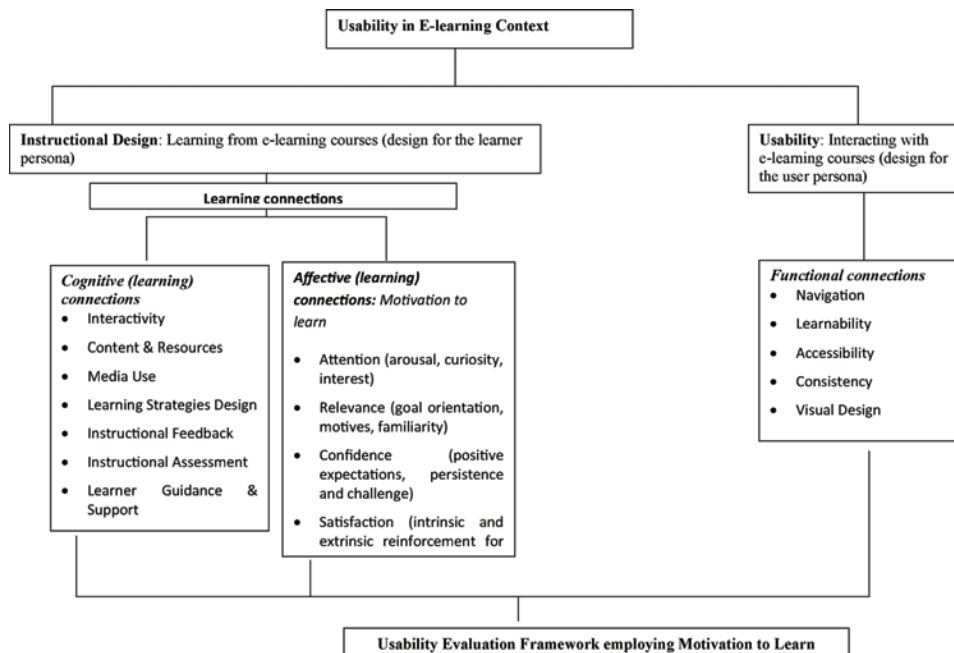 Usability in E-learning Context
Instructional Design: Learning from e-learning courses (design for the learner
persona)
Usability: Interacting with
e-learning courses (design for
the user persona)
Learning connections
Cognitive (learning)
connections
• Interactivity
• Content & Resources
• Media Use
• Learning Strategies Design
• Instructional Feedback
• Instructional Assessment
• Learner Guidance &
Support
Affective (learning)
connections: Motivation to
learn
• Attention (arousal, curiosity,
interest)
• Relevance (goal orientation,
motives, familiarity)
• Confidence (positive
expectations, persistence
and challenge)
• Satisfaction (intrinsic and
extrinsic reinforcement for
Functional connections
• Navigation
• Learnability
• Accessibility
• Consistency
• Visual Design
Usability Evaluation Framework employing Motivation to Learn